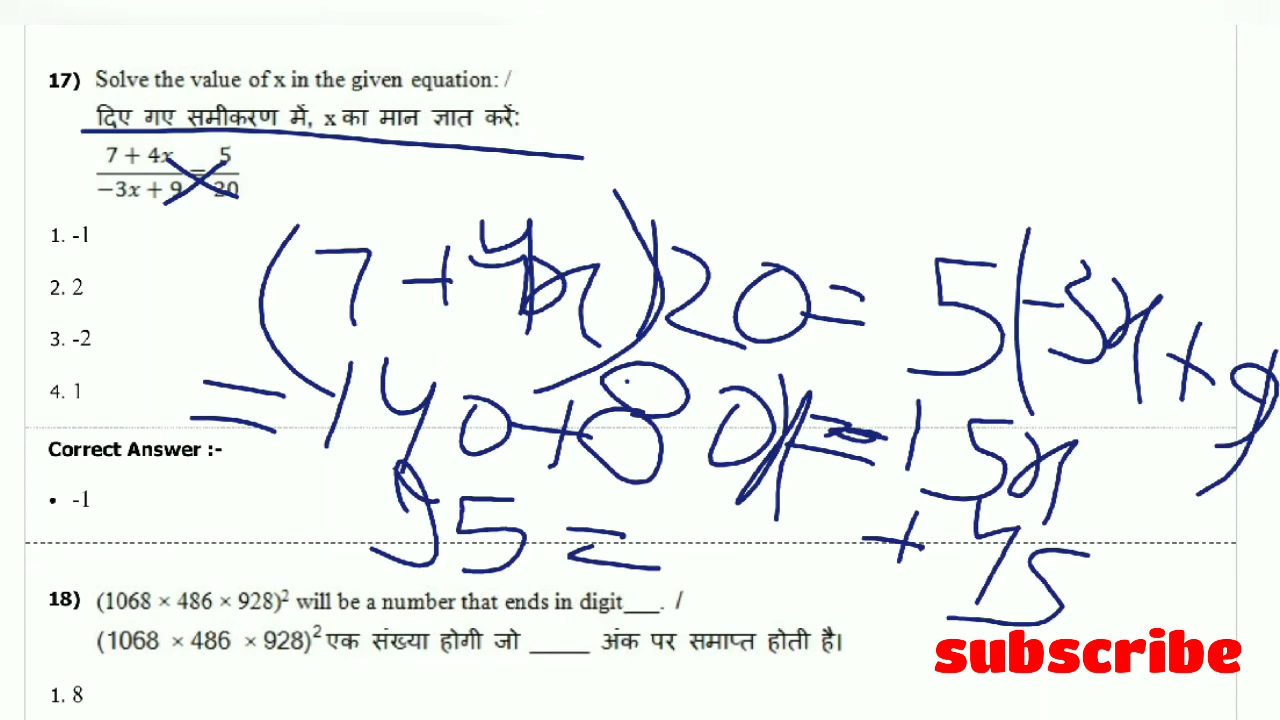 17) Solve the value of x in the given equation: /
दिए गए समीकरण में, x का मान ज्ञात करें:
7 + 4x / −3x + 9 = 5 / 20
1. -1
(7 + 4x) 20 = 5(-3x + 9
2. 2
3. -2
= 140 + 80x = 15x
4. 1
+ 45
Correct Answer :-
95 =
• -1
18) (1068 × 486 × 928)² will be a number that ends in digit___. /
(1068 × 486 × 928)² एक संख्या होगी जो _____ अंक पर समाप्त होती है।
subscribe
1. 8